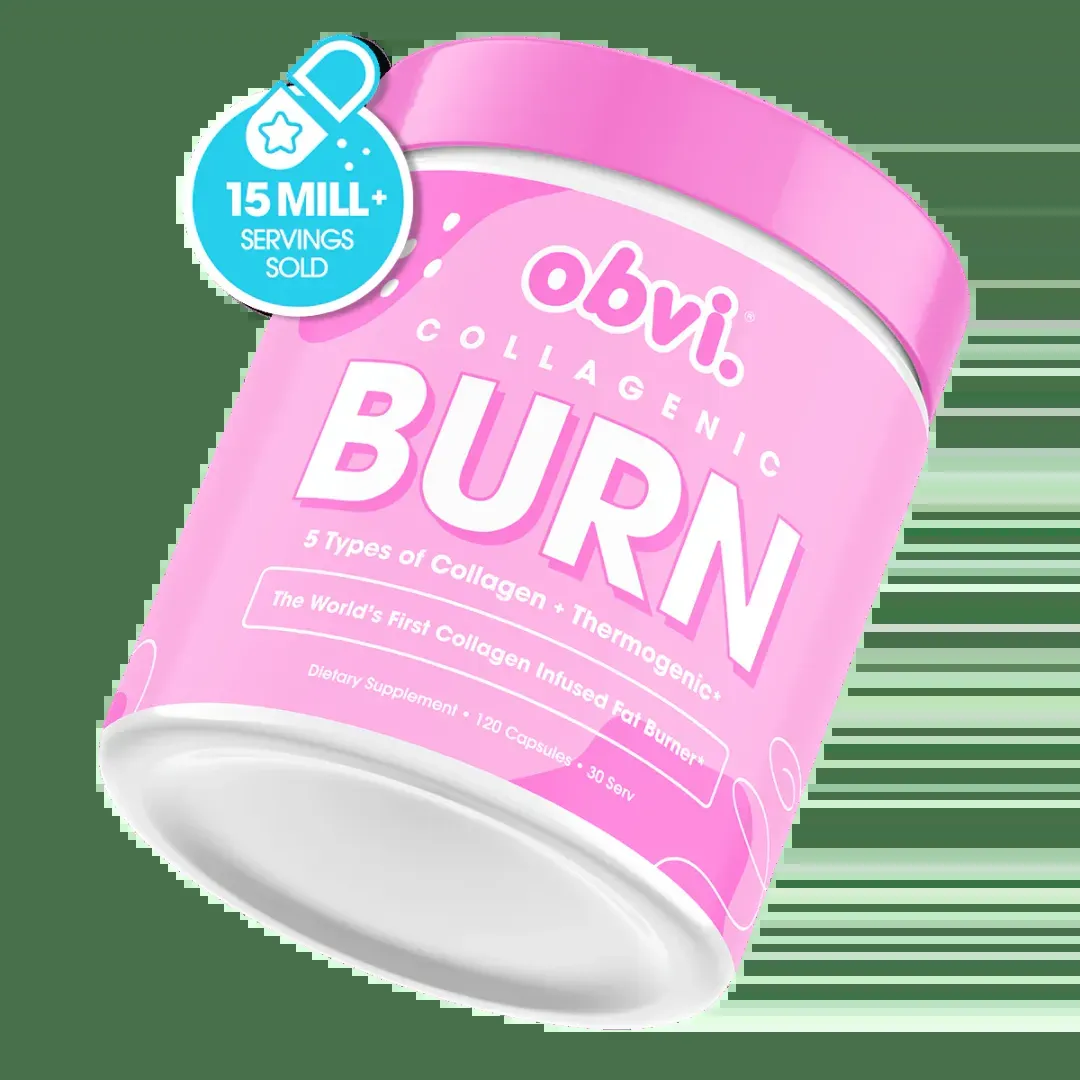 15 MILL+
SERVINGS
SOLD
obvi.®
COLLAGENIC
BURN
5 Types of Collagen + Thermogenic*
The World's First Collagen Infused Fat Burner*
Dietary Supplement • 120 Capsules • 30 Serv